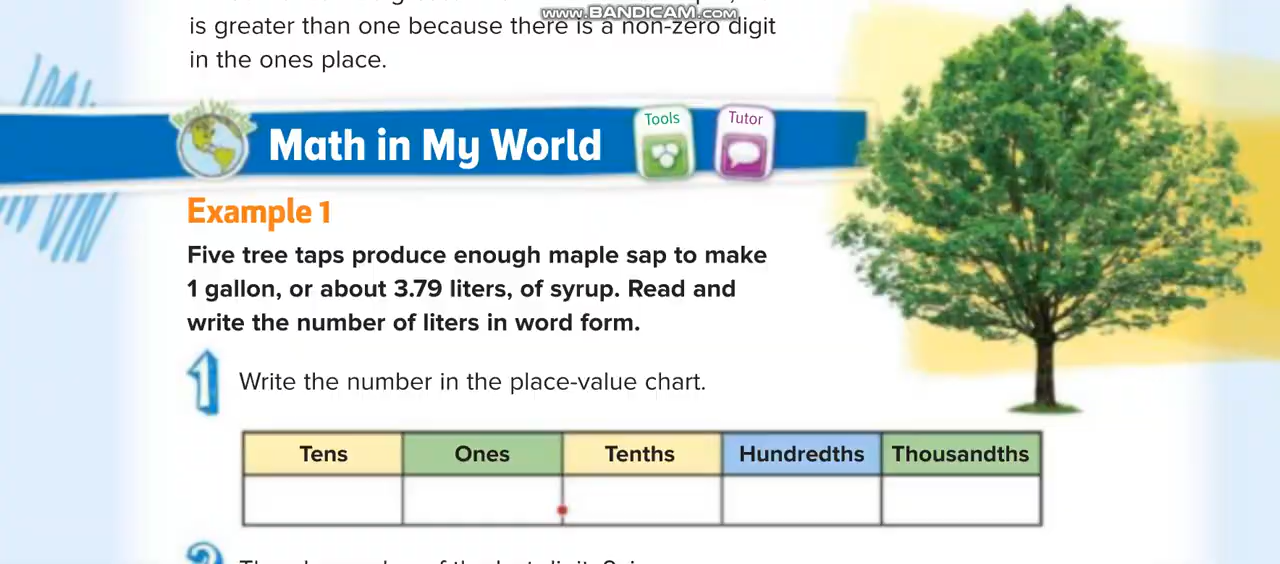 www.BANDICAM.com
is greater than one because there is a non-zero digit
in the ones place.
Real World
Math in My World
Tools
Tutor
Example 1
Five tree taps produce enough maple sap to make
1 gallon, or about 3.79 liters, of syrup. Read and
write the number of liters in word form.
1 Write the number in the place-value chart.
Tens Ones Tenths Hundredths Thousandths